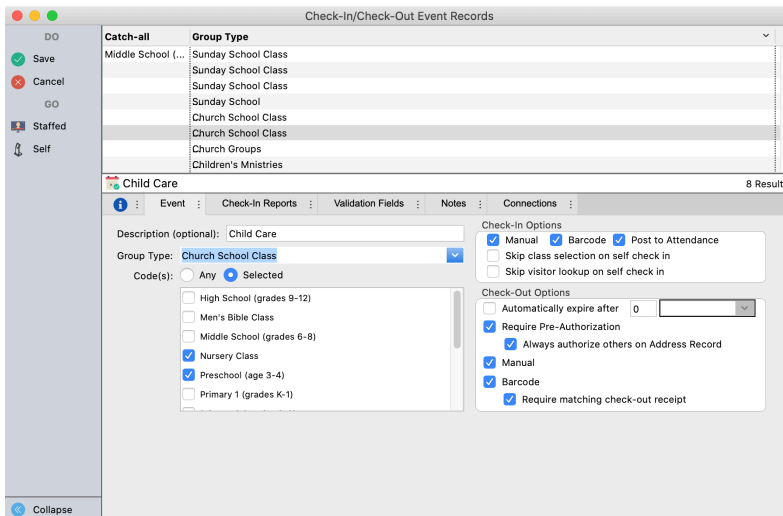 Check-In/Check-Out Event Records
DO
Save
Cancel
GO
Staffed
Self
Collapse
Catch-all Group Type
Middle School (... Sunday School Class
Sunday School Class
Sunday School Class
Sunday School
Church School Class
Church School Class
Church Groups
Children's Mnistries
Child Care 8 Result
Event Check-In Reports Validation Fields Notes Connections
Description (optional): Child Care
Group Type: Church School Class
Code(s): Any Selected
High School (grades 9-12)
Men's Bible Class
Middle School (grades 6-8)
Nursery Class
Preschool (age 3-4)
Primary 1 (grades K-1)
Check-In Options
Manual Barcode Post to Attendance
Skip class selection on self check in
Skip visitor lookup on self check in
Check-Out Options
Automatically expire after 0
Require Pre-Authorization
Always authorize others on Address Record
Manual
Barcode
Require matching check-out receipt